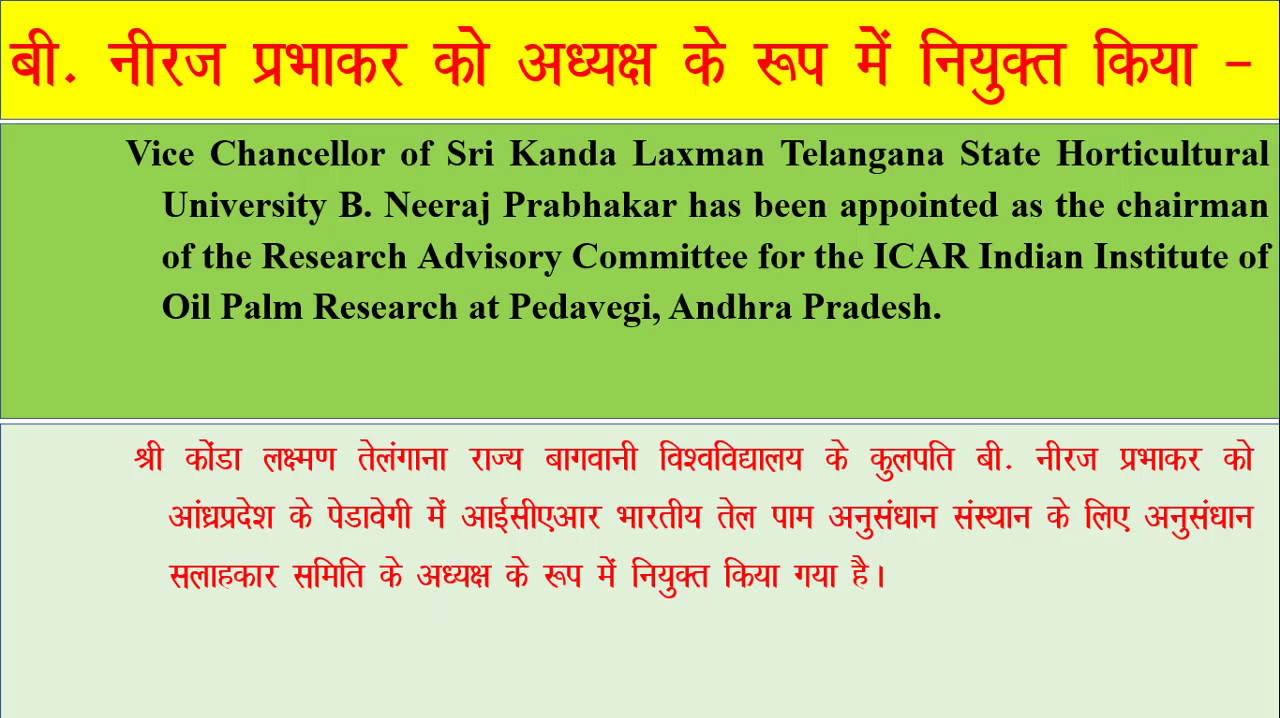 बी. नीरज प्रभाकर को अध्यक्ष के रूप में नियुक्त किया -
Vice Chancellor of Sri Kanda Laxman Telangana State Horticultural
University B. Neeraj Prabhakar has been appointed as the chairman
of the Research Advisory Committee for the ICAR Indian Institute of
Oil Palm Research at Pedavegi, Andhra Pradesh.
श्री कोंडा लक्ष्मण तेलंगाना राज्य बागवानी विश्वविद्यालय के कुलपति बी. नीरज प्रभाकर को
आंध्रप्रदेश के पेडावेगी में आईसीएआर भारतीय तेल पाम अनुसंधान संस्थान के लिए अनुसंधान
सलाहकार समिति के अध्यक्ष के रूप में नियुक्त किया गया है।